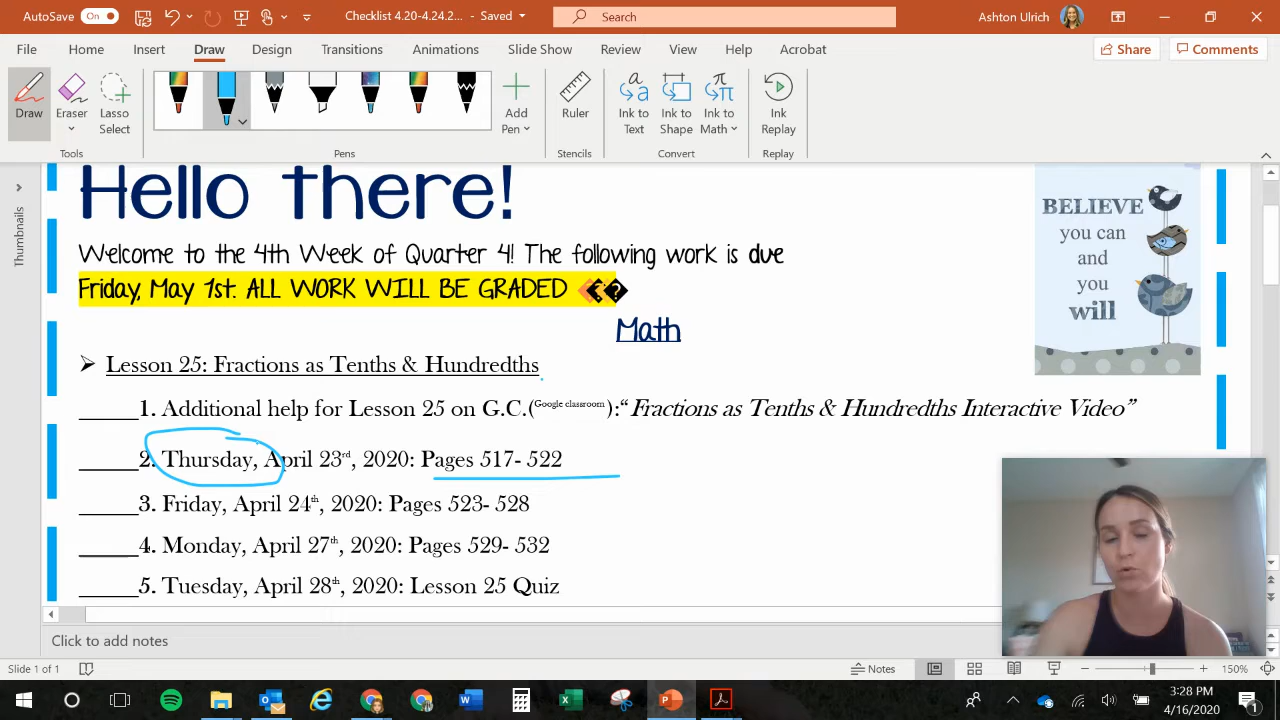 AutoSave On Checklist 4.20-4.24.2... - Saved Search Ashton Ulrich
File Home Insert Draw Design Transitions Animations Slide Show Review View Help Acrobat Share Comments
Draw Eraser Lasso Select Add Pen Ruler Ink to Text Ink to Shape Ink to Math Ink Replay
Tools Pens Stencils Convert Replay
Thumbnails
Hello there!
Welcome to the 4th Week of Quarter 4! The following work is due
Friday, May 1st. ALL WORK WILL BE GRADED ��
Math
➢ Lesson 25: Fractions as Tenths & Hundredths
_____1. Additional help for Lesson 25 on G.C.(Google classroom):“Fractions as Tenths & Hundredths Interactive Video”
_____2. Thursday, April 23rd, 2020: Pages 517- 522
_____3. Friday, April 24th, 2020: Pages 523- 528
_____4. Monday, April 27th, 2020: Pages 529- 532
_____5. Tuesday, April 28th, 2020: Lesson 25 Quiz
BELIEVE
you can
and
you
will
Click to add notes
Slide 1 of 1 Notes 150%
3:28 PM
4/16/2020
1